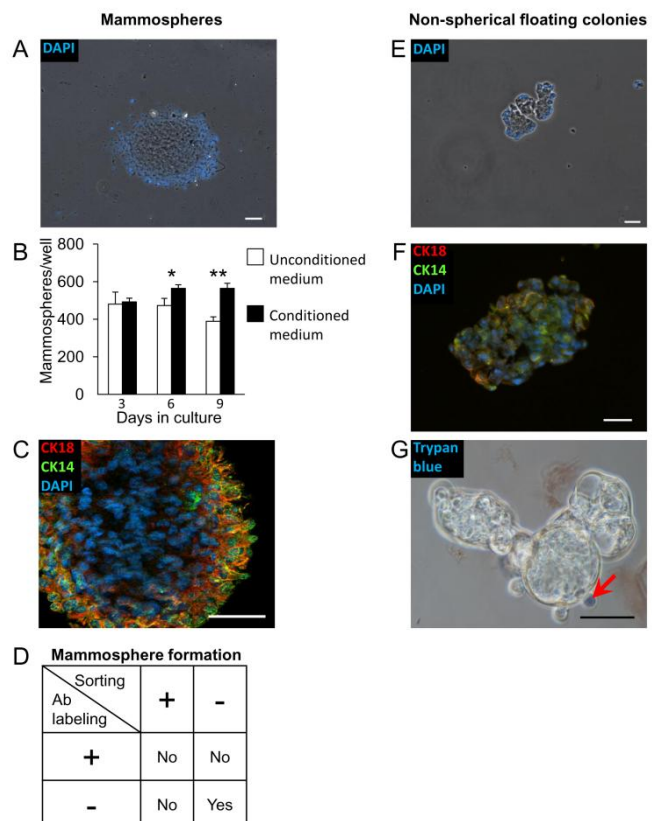 Mammospheres
A
DAPI
B
Mammospheres/well
800
600
400
200
0
*
**
3
6
9
Days in culture
Unconditioned
medium
Conditioned
medium
C
CK18
CK14
DAPI
D
Mammosphere formation
Sorting
Ab
labeling
+
-
+
No
No
-
No
Yes
Non-spherical floating colonies
E
DAPI
F
CK18
CK14
DAPI
G
Trypan
blue